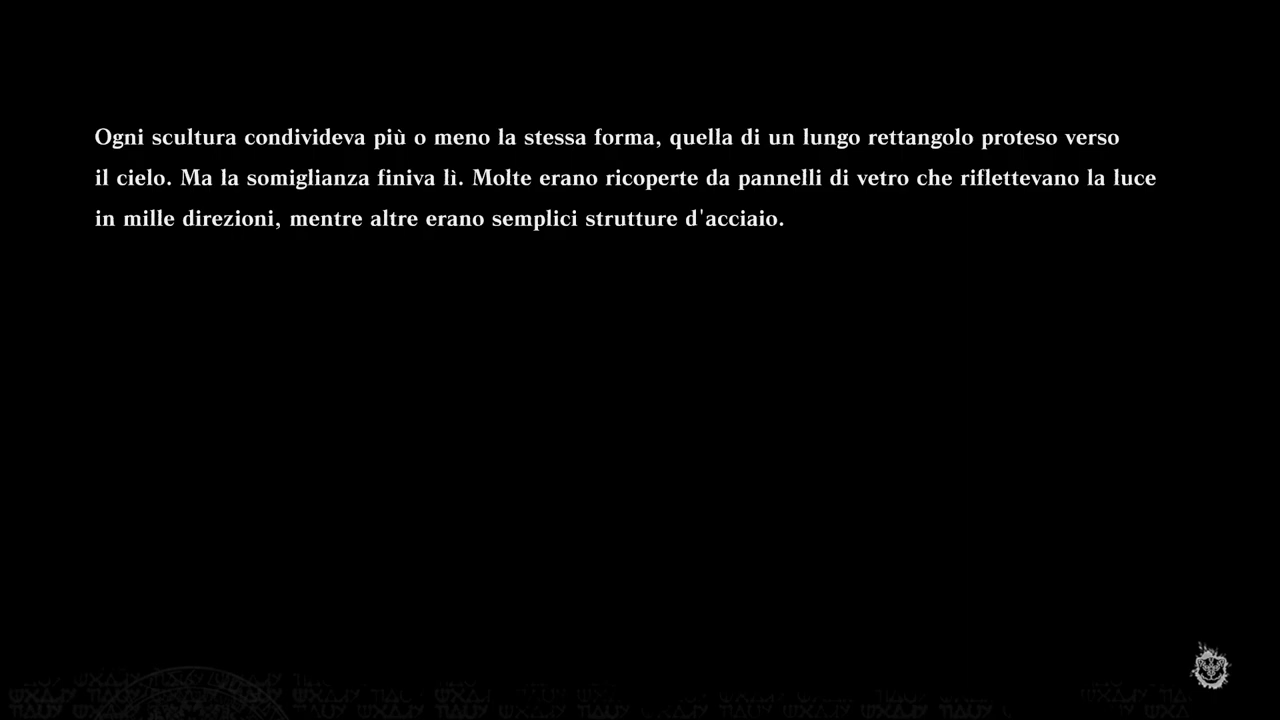 Ogni scultura condivideva più o meno la stessa forma, quella di un lungo rettangolo proteso verso
il cielo. Ma la somiglianza finiva lì. Molte erano ricoperte da pannelli di vetro che riflettevano la luce
in mille direzioni, mentre altre erano semplici strutture d'acciaio.